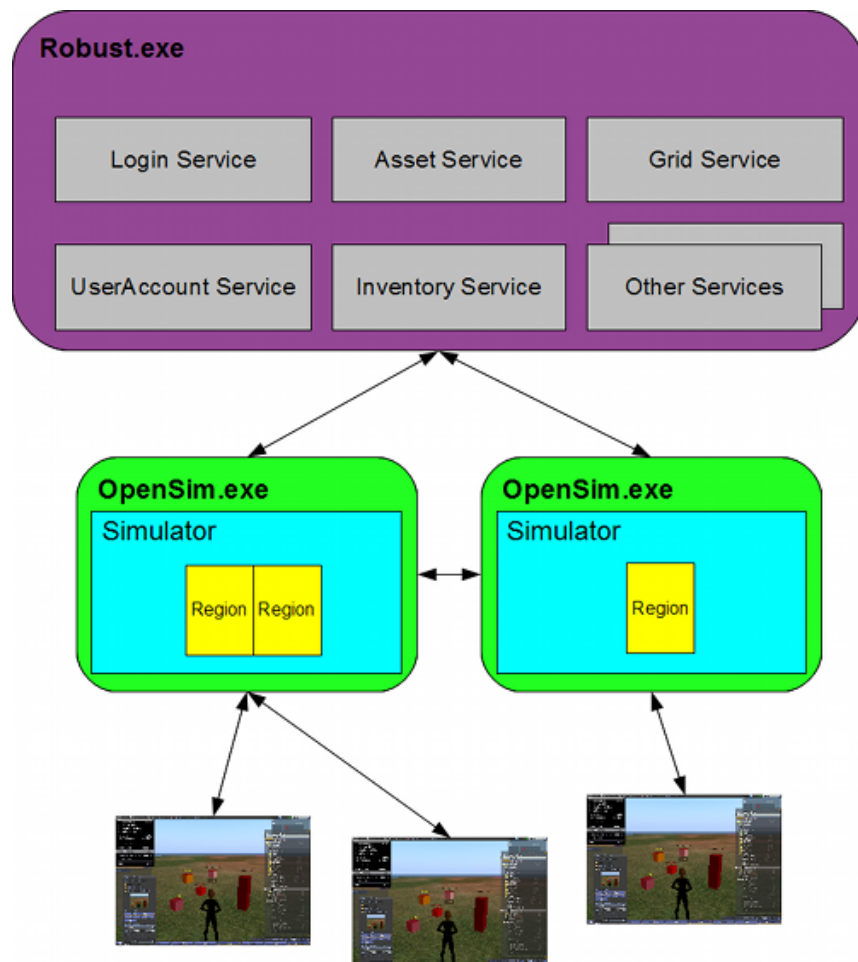 Robust.exe
Login Service
Asset Service
Grid Service
UserAccount Service
Inventory Service
Other Services
OpenSim.exe
Simulator
Region
Region
OpenSim.exe
Simulator
Region